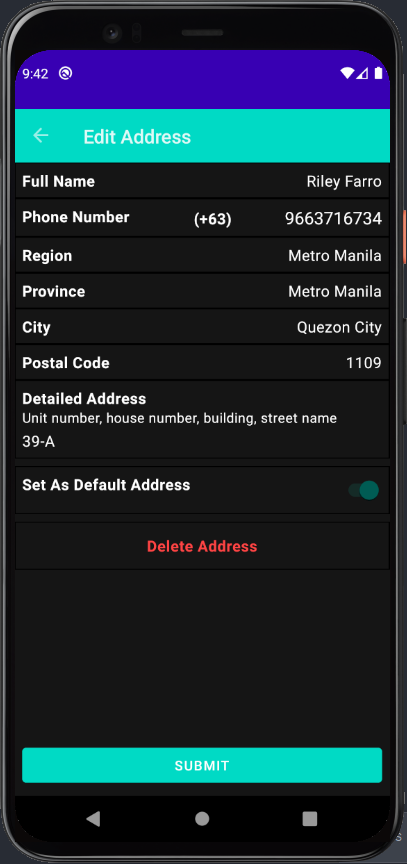 9:42
Edit Address
Full Name Riley Farro
Phone Number (+63) 9663716734
Region Metro Manila
Province Metro Manila
City Quezon City
Postal Code 1109
Detailed Address
Unit number, house number, building, street name
39-A
Set As Default Address
Delete Address
SUBMIT
s